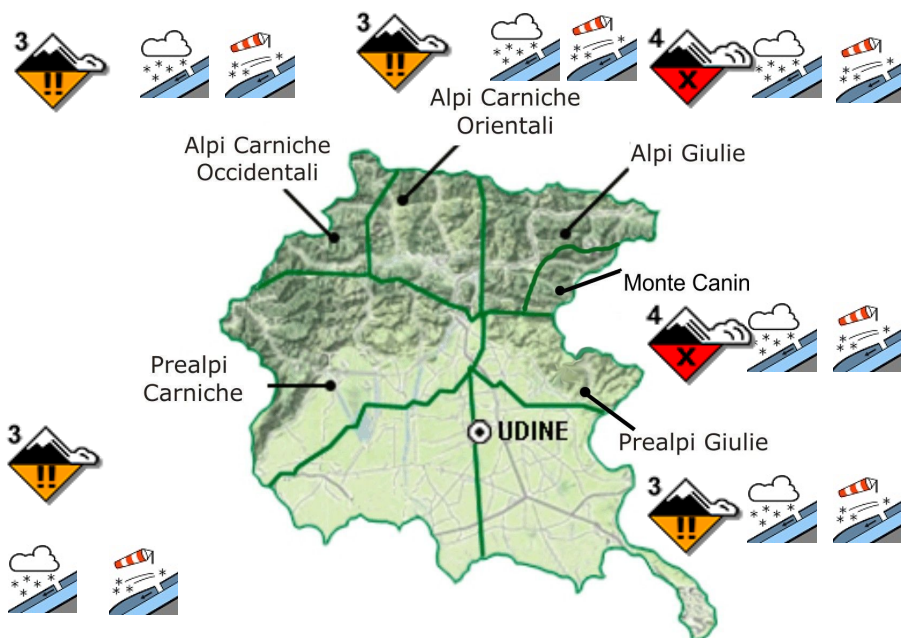 3
!!
3
!!
4
X
Alpi Carniche
Orientali
Alpi Carniche
Occidentali
Alpi Giulie
Monte Canin
4
X
Prealpi
Carniche
UDINE
Prealpi Giulie
3
!!
3
!!